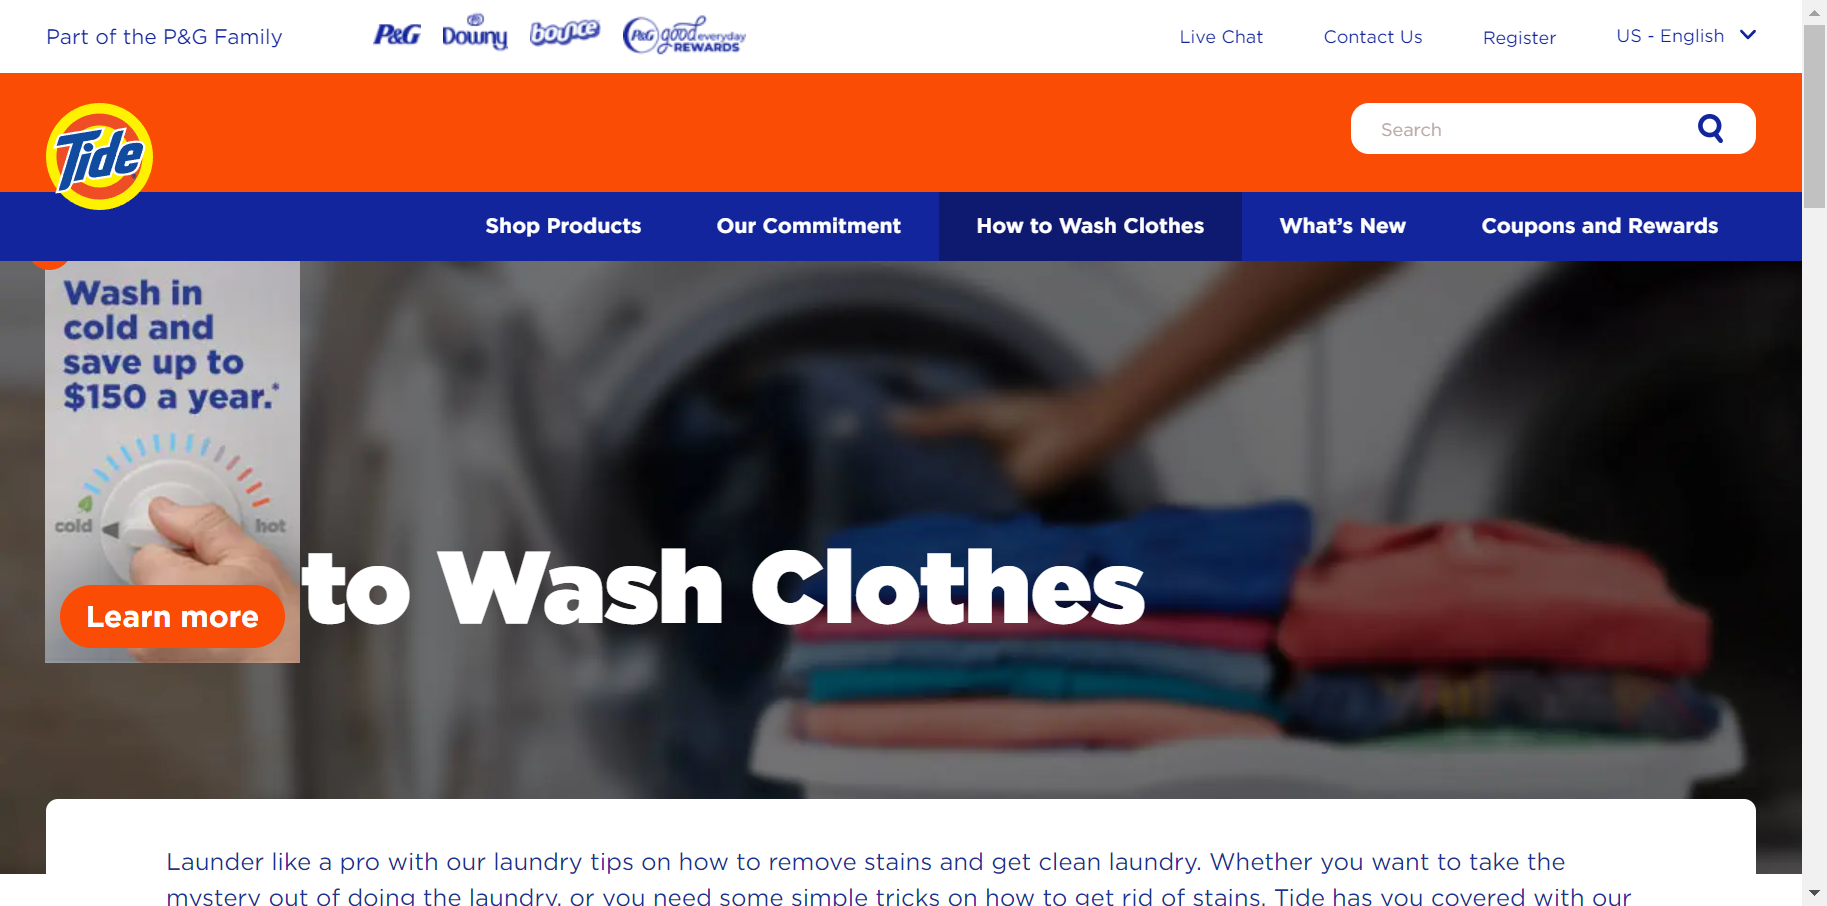 Part of the P&G Family
P&G
Downy
bounce
P&G good everyday
REWARDS
Live Chat
Contact Us
Register
US - English
Tide
Search
Shop Products
Our Commitment
How to Wash Clothes
What’s New
Coupons and Rewards
Wash in
cold and
save up to
$150 a year.*
cold
hot
Learn more
to Wash Clothes
Launder like a pro with our laundry tips on how to remove stains and get clean laundry. Whether you want to take the
mystery out of doing the laundry, or you need some simple tricks on how to get rid of stains, Tide has you covered with our